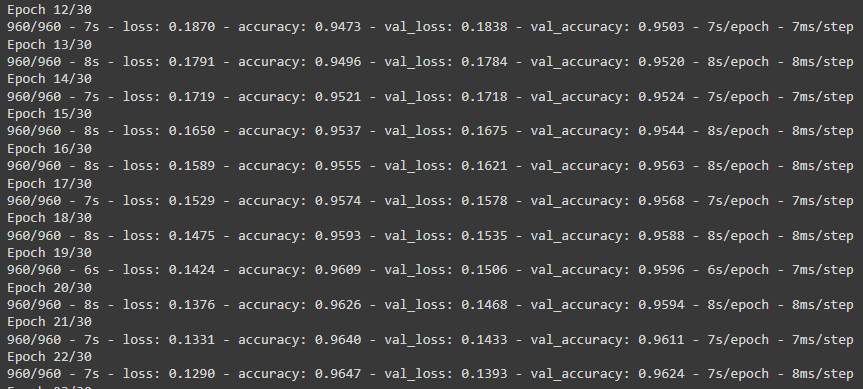 Epoch 12/30
960/960 - 7s - loss: 0.1870 - accuracy: 0.9473 - val_loss: 0.1838 - val_accuracy: 0.9503 - 7s/epoch - 7ms/step
Epoch 13/30
960/960 - 8s - loss: 0.1791 - accuracy: 0.9496 - val_loss: 0.1784 - val_accuracy: 0.9520 - 8s/epoch - 8ms/step
Epoch 14/30
960/960 - 7s - loss: 0.1719 - accuracy: 0.9521 - val_loss: 0.1718 - val_accuracy: 0.9524 - 7s/epoch - 7ms/step
Epoch 15/30
960/960 - 8s - loss: 0.1650 - accuracy: 0.9537 - val_loss: 0.1675 - val_accuracy: 0.9544 - 8s/epoch - 8ms/step
Epoch 16/30
960/960 - 8s - loss: 0.1589 - accuracy: 0.9555 - val_loss: 0.1621 - val_accuracy: 0.9563 - 8s/epoch - 8ms/step
Epoch 17/30
960/960 - 7s - loss: 0.1529 - accuracy: 0.9574 - val_loss: 0.1578 - val_accuracy: 0.9568 - 7s/epoch - 7ms/step
Epoch 18/30
960/960 - 8s - loss: 0.1475 - accuracy: 0.9593 - val_loss: 0.1535 - val_accuracy: 0.9588 - 8s/epoch - 8ms/step
Epoch 19/30
960/960 - 6s - loss: 0.1424 - accuracy: 0.9609 - val_loss: 0.1506 - val_accuracy: 0.9596 - 6s/epoch - 7ms/step
Epoch 20/30
960/960 - 8s - loss: 0.1376 - accuracy: 0.9626 - val_loss: 0.1468 - val_accuracy: 0.9594 - 8s/epoch - 8ms/step
Epoch 21/30
960/960 - 7s - loss: 0.1331 - accuracy: 0.9640 - val_loss: 0.1433 - val_accuracy: 0.9611 - 7s/epoch - 7ms/step
Epoch 22/30
960/960 - 7s - loss: 0.1290 - accuracy: 0.9647 - val_loss: 0.1393 - val_accuracy: 0.9624 - 7s/epoch - 8ms/step